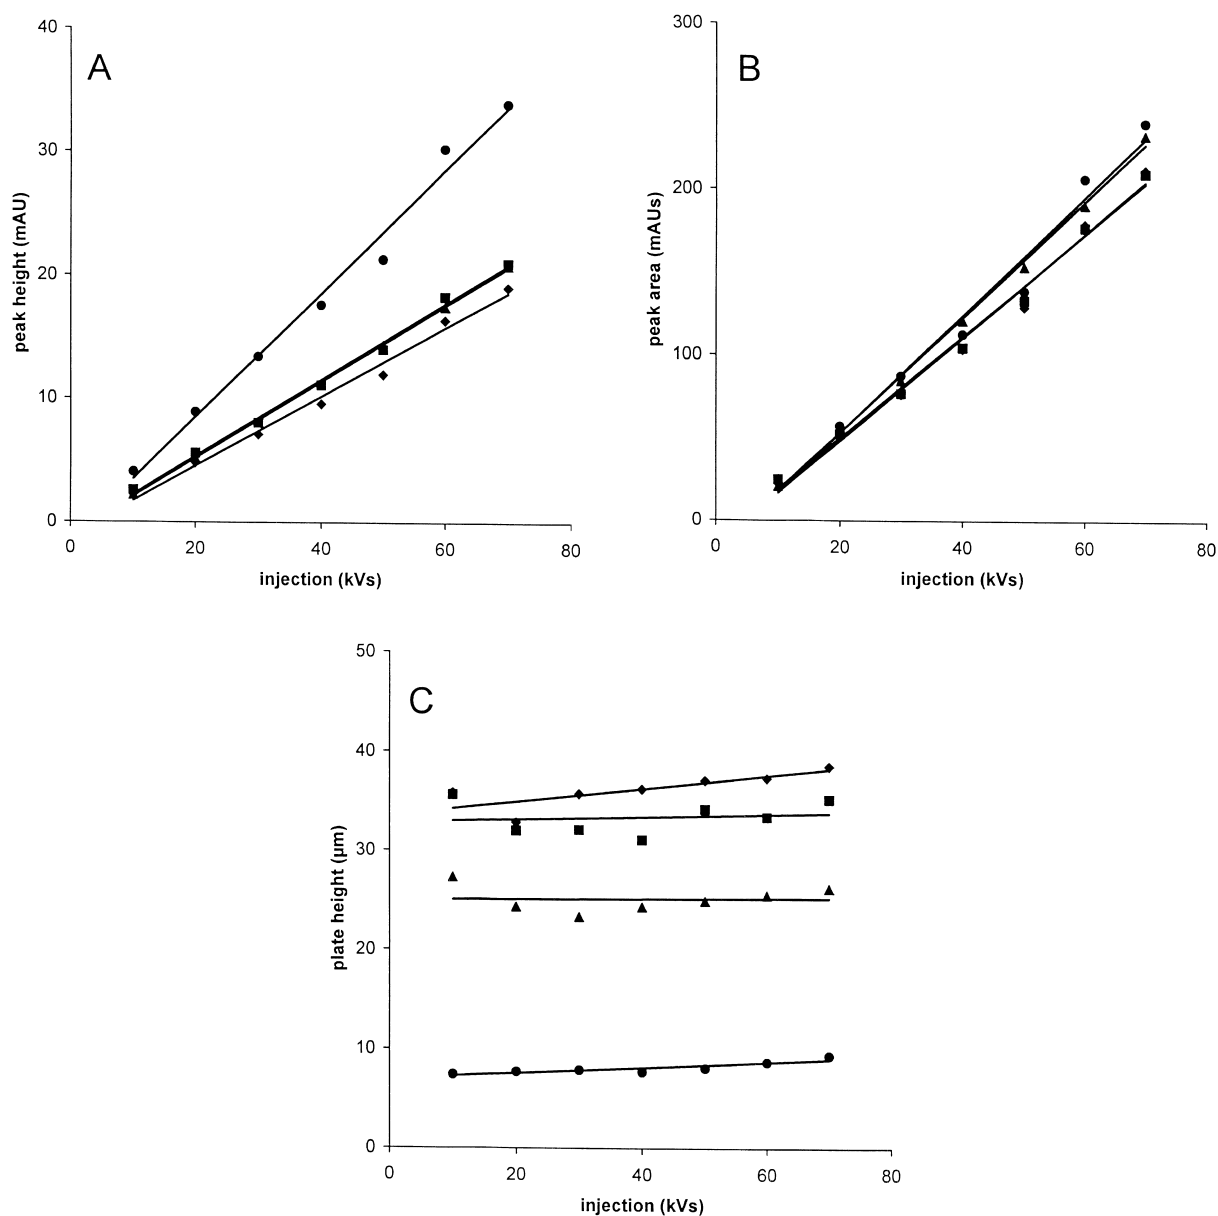 A
40
30
20
10
0
peak height (mAU)
0 20 40 60 80
injection (kVs)
B
300
200
100
0
peak area (mAUs)
0 20 40 60 80
injection (kVs)
C
50
40
30
20
10
0
plate height (µm)
0 20 40 60 80
injection (kVs)